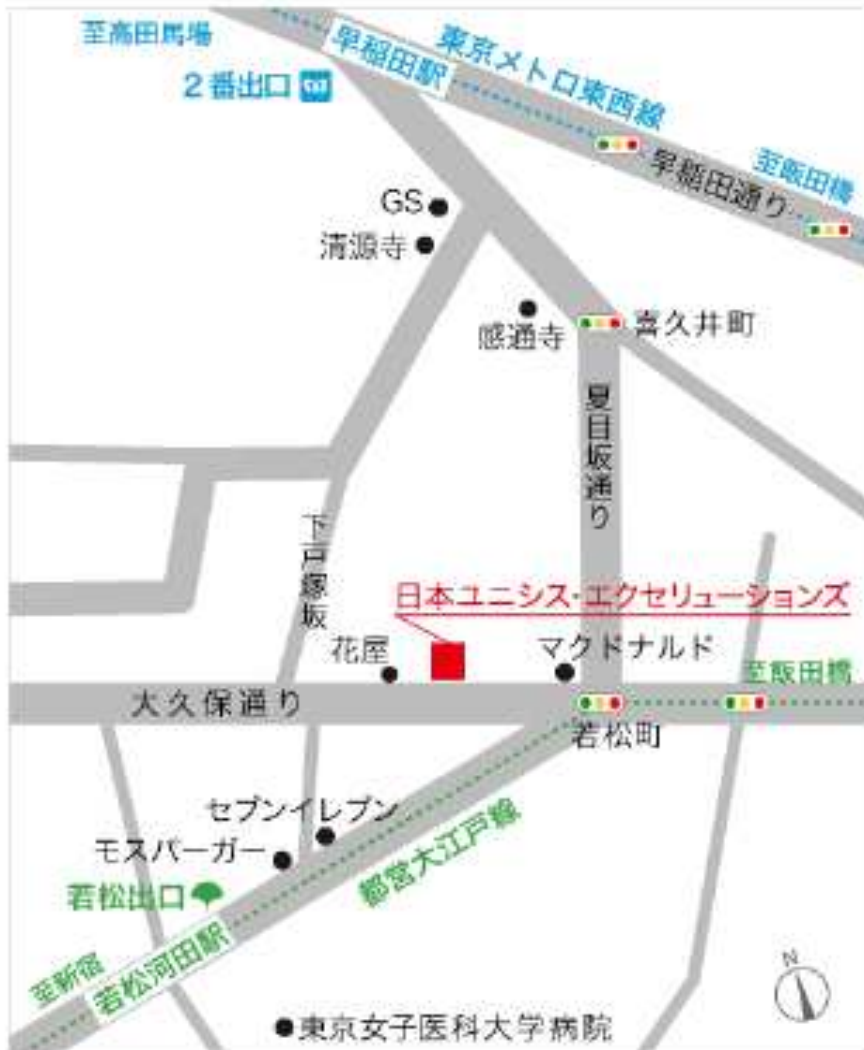 至高田馬場
早稲田駅
東京メトロ東西線
2番出口
至飯田橋
早稲田通り
GS
清源寺
感通寺
喜久井町
夏目坂通り
下戸塚坂
日本ユニシス・エクセリューションズ
花屋
マクドナルド
至飯田橋
大久保通り
若松町
セブンイレブン
モスバーガー
都営大江戸線
若松出口
至新宿
若松河田駅
N
東京女子医科大学病院